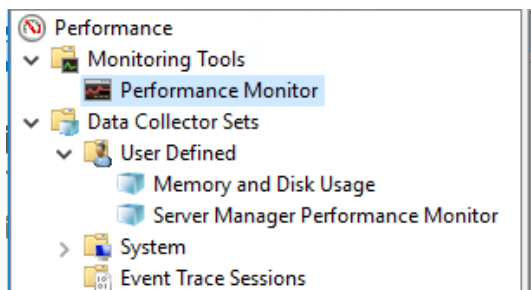 Performance
Monitoring Tools
Performance Monitor
Data Collector Sets
User Defined
Memory and Disk Usage
Server Manager Performance Monitor
System
Event Trace Sessions